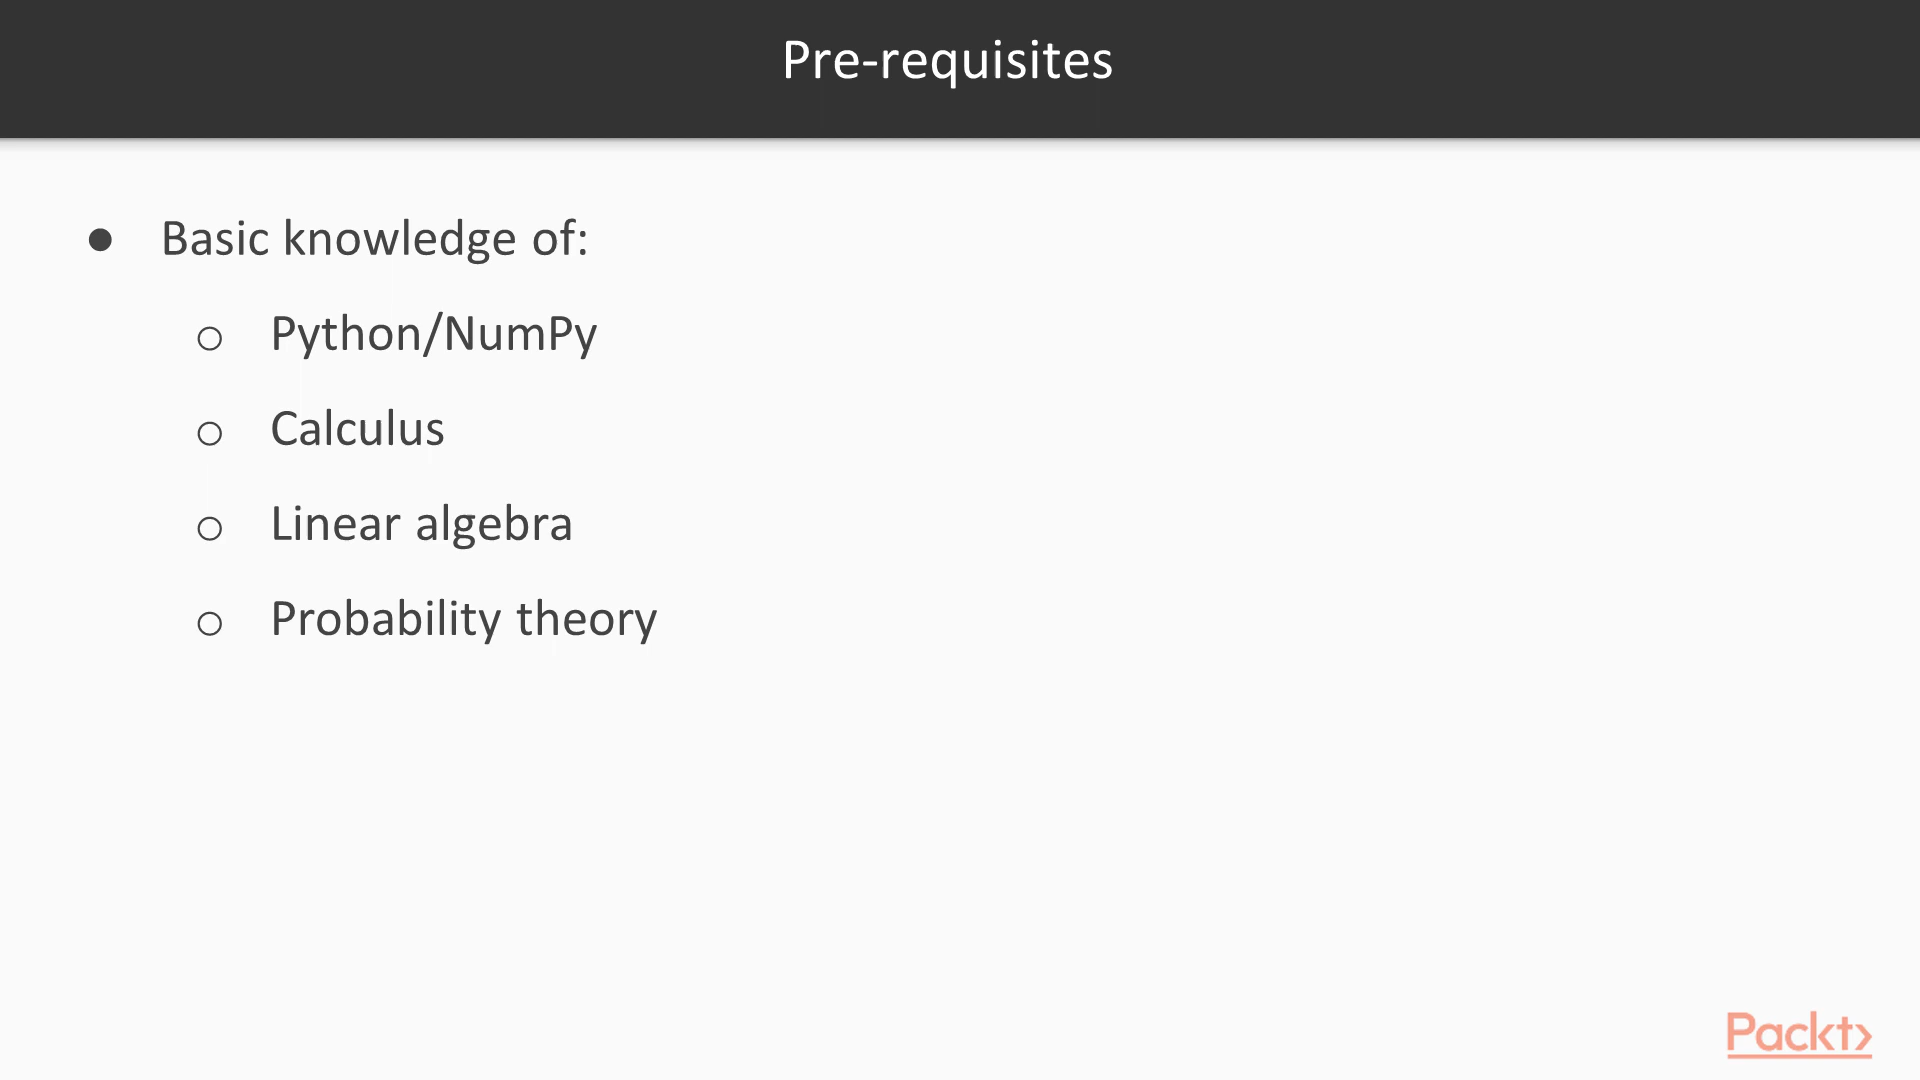 Pre-requisites
● Basic knowledge of:
○ Python/NumPy
○ Calculus
○ Linear algebra
○ Probability theory
Packt>